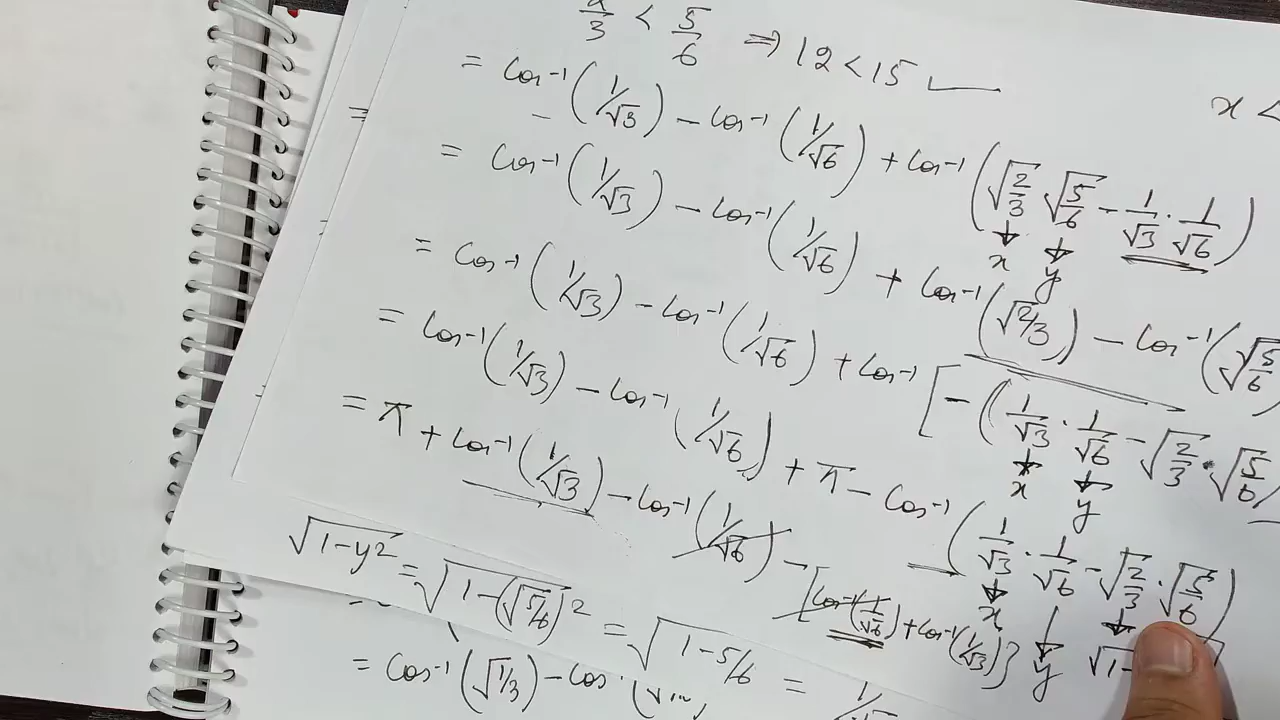 2/3 < 5/6 ⇒ 12 < 15
x <
=
= Cos⁻¹(1/√3) − Cos⁻¹(1/√6) + Cos⁻¹(√2/3 √5/6 − 1/√3 · 1/√6)
x y
= Cos⁻¹(1/√3) − Cos⁻¹(1/√6) + Cos⁻¹(√2/3) − Cos⁻¹(√5/6
= Cos⁻¹(1/√3) − Cos⁻¹(1/√6) + Cos⁻¹[−(1/√3 · 1/√6 − √2/3 · √5/6)
x y
= Cos⁻¹(1/√3) − Cos⁻¹(1/√6) + π − Cos⁻¹(1/√3 · 1/√6 − √2/3 · √5/6)
x y √1−
= π + Cos⁻¹(1/√3) − Cos⁻¹(1/√6) − [Cos⁻¹(1/√6) + Cos⁻¹(1/√3)}
√1−y² = √1−(√5/6)² = √1−5/6 = 1/√
= Cos⁻¹(√1/3) − Cos